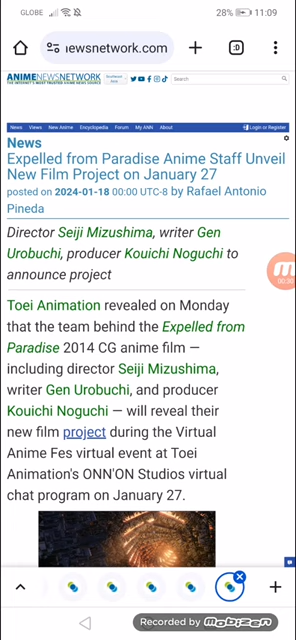 GLOBE
28%
11:09
iewsnetwork.com
:D
ANIMENEWSNETWORK
THE INTERNET'S MOST TRUSTED ANIME NEWS SOURCE
Southeast Asia
Search
News Views New Anime Encyclopedia Forum My ANN About
Login or Register
News
Expelled from Paradise Anime Staff Unveil
New Film Project on January 27
posted on 2024-01-18 00:00 UTC-8 by Rafael Antonio
Pineda
Director Seiji Mizushima, writer Gen
Urobuchi, producer Kouichi Noguchi to
announce project
00:30
Toei Animation revealed on Monday
that the team behind the Expelled from
Paradise 2014 CG anime film —
including director Seiji Mizushima,
writer Gen Urobuchi, and producer
Kouichi Noguchi — will reveal their
new film project during the Virtual
Anime Fes virtual event at Toei
Animation's ONN'ON Studios virtual
chat program on January 27.
Recorded by mobizen